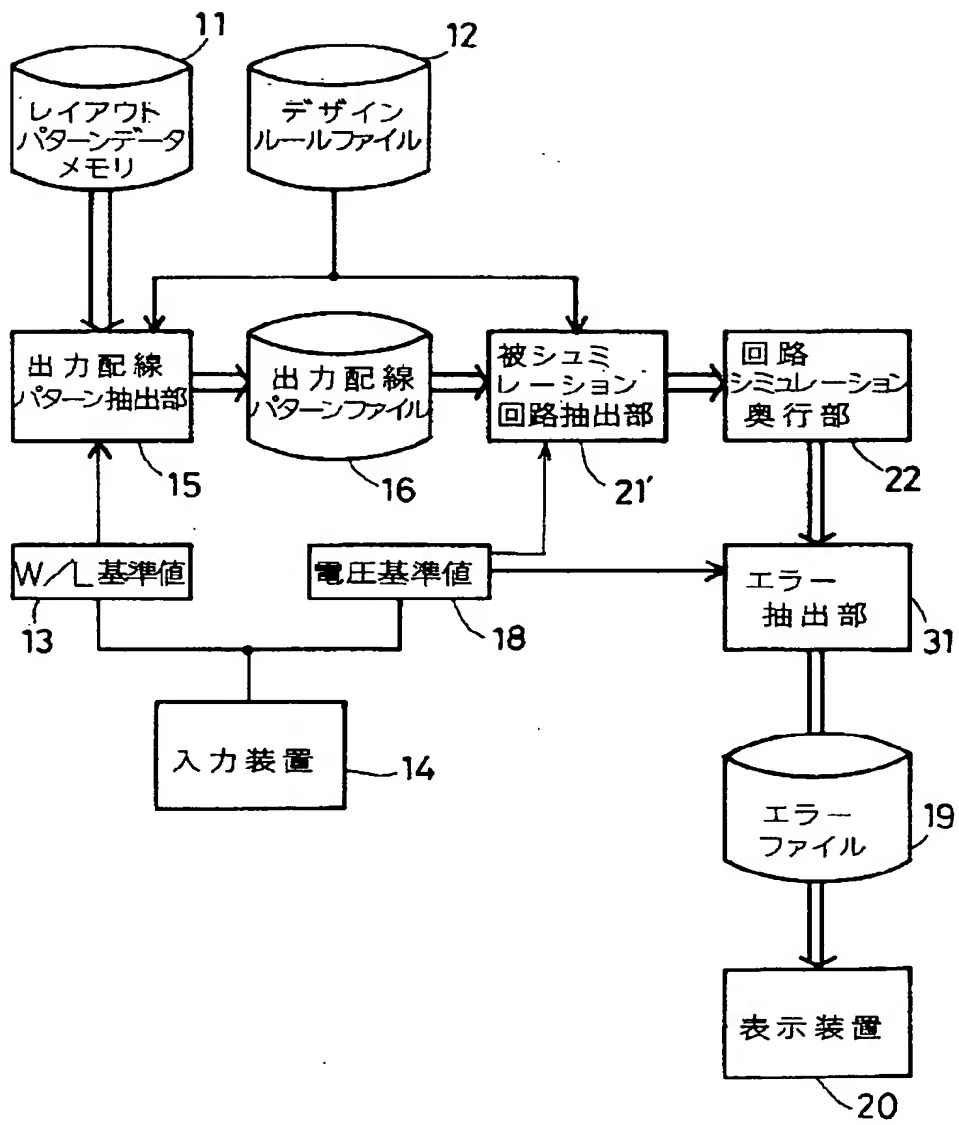 11
12
レイアウト
パターンデータ
メモリ
デザイン
ルールファイル
出力配線
パターン抽出部
出力配線
パターンファイル
被シュミ
レーション
回路抽出部
回路
シミュレーション
奥行部
15
16
21′
22
W/L基準値
電圧基準値
エラー
抽出部
13
18
31
入力装置
14
エラー
ファイル
19
表示装置
20